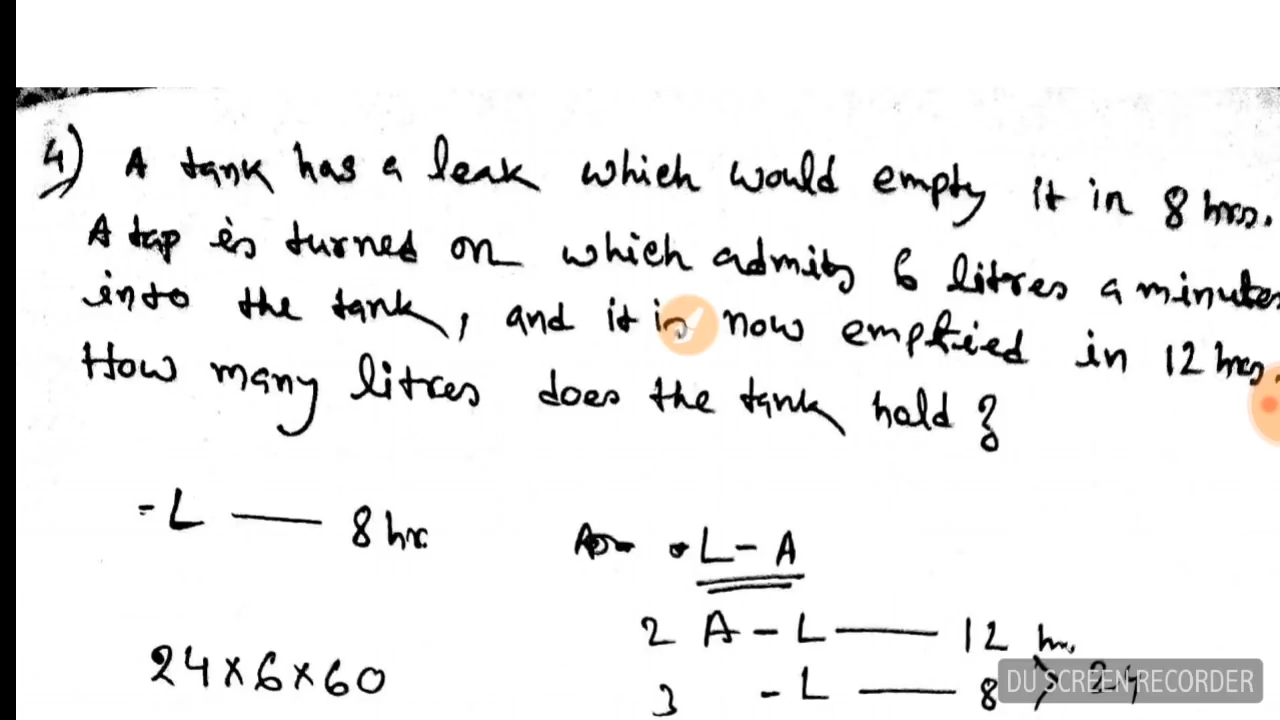 4) A tank has a leak which would empty it in 8 hrs.
A tap is turned on which admits 6 litres a minutes
into the tank, and it is now emptied in 12 hrs.
How many litres does the tank hold ?
- L — 8 hr.
L - A
2 A - L — 12 hr.
24 × 6 × 60
3 - L — 8 > 24
DU SCREEN RECORDER